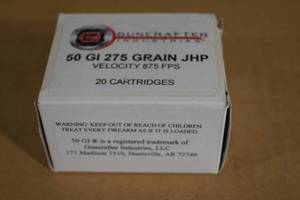 GUNCRAFTER
INDUSTRIES
50 GI 275 GRAIN JHP
VELOCITY 875 FPS
20 CARTRIDGES
WARNING: KEEP FROM OUT OF REACH OF CHILDREN
TREAT EVERY FIREARM AS IF IT IS LOADED
50 GI ® is a registered trademark of
Guncrafter Industries, LLC
171 Madison 1510, Huntsville, AR 72740